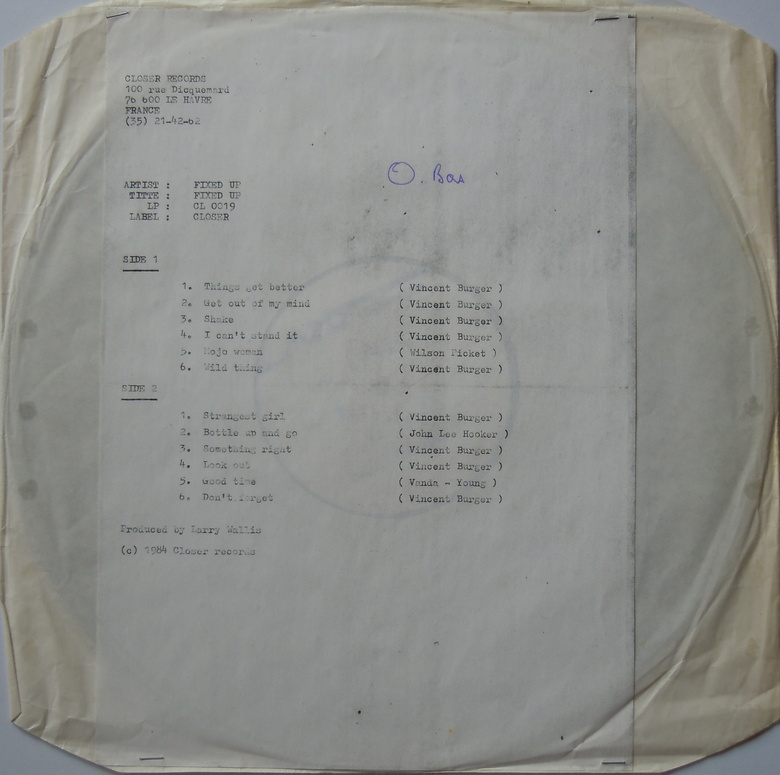 CLOSER RECORDS
100 rue Dicquemard
76 600 LE HAVRE
FRANCE
(35) 21-42-62
O. Bas
ARTIST : FIXED UP
TITTE : FIXED UP
LP : CL 0019
LABEL : CLOSER
SIDE 1
1. Things get better ( Vincent Burger )
2. Get out of my mind ( Vincent Burger )
3. Shake ( Vincent Burger )
4. I can't stand it ( Vincent Burger )
5. Mojo woman ( Wilson Picket )
6. Wild thing ( Vincent Burger )
SIDE 2
1. Strangest girl ( Vincent Burger )
2. Bottle up and go ( John Lee Hooker )
3. Something right ( Vincent Burger )
4. Look out ( Vincent Burger )
5. Good time ( Vanda - Young )
6. Don't forget ( Vincent Burger )
Produced by Larry Wallis
(c) 1984 Closer records